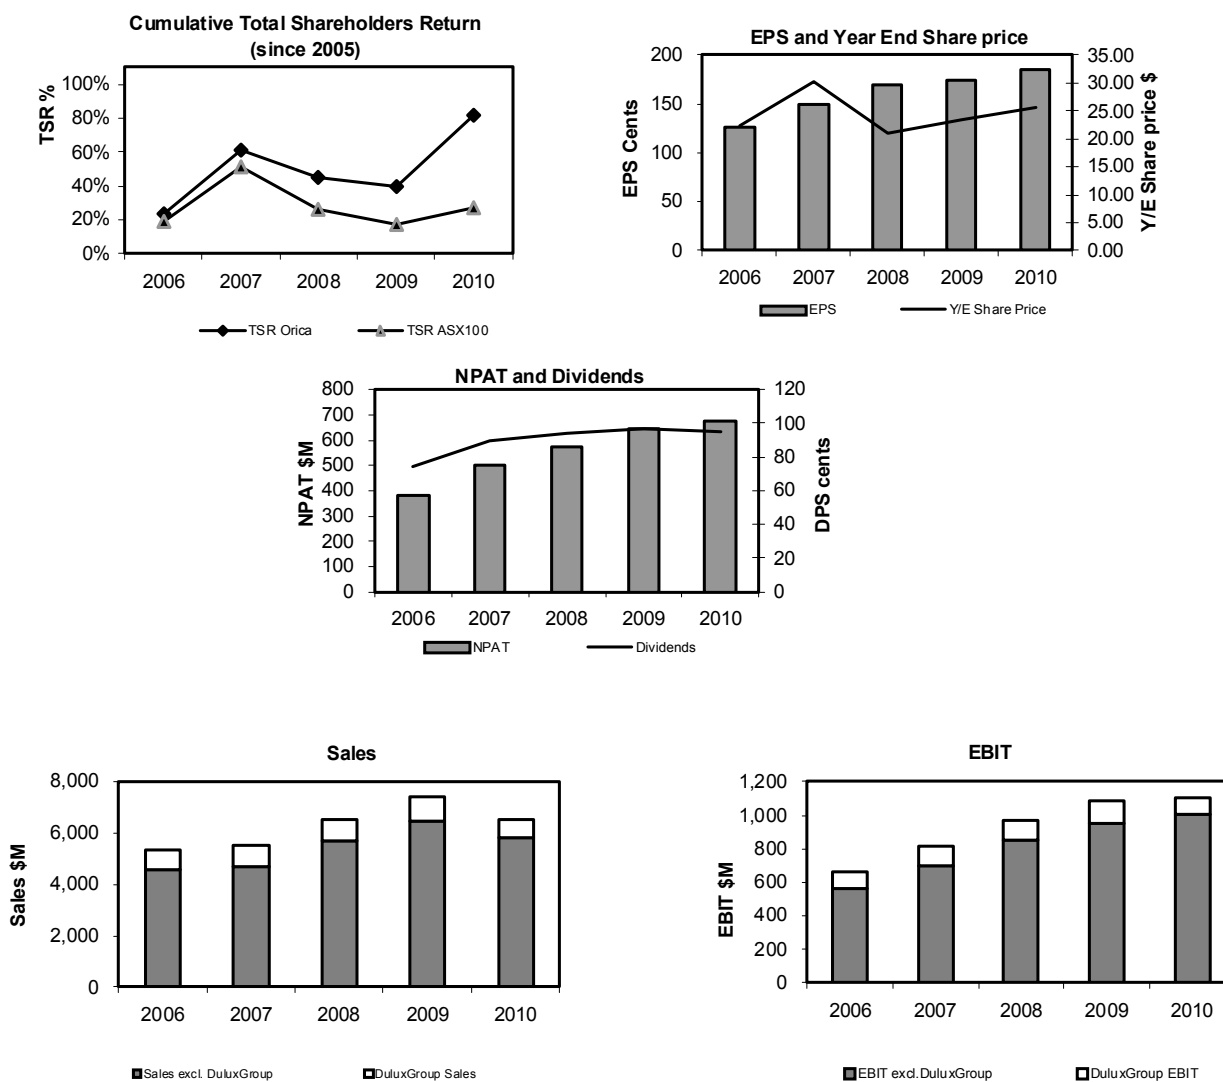 Cumulative Total Shareholders Return
(since 2005)
TSR %
100%
80%
60%
40%
20%
0%
2006 2007 2008 2009 2010
TSR Orica TSR ASX100
EPS and Year End Share price
EPS Cents
200
150
100
50
0
35.00
30.00
25.00
20.00
15.00
10.00
5.00
0.00
Y/E Share price $
2006 2007 2008 2009 2010
EPS Y/E Share Price
NPAT and Dividends
NPAT $M
800
700
600
500
400
300
200
100
0
120
100
80
60
40
20
0
DPS cents
2006 2007 2008 2009 2010
NPAT Dividends
Sales
Sales $M
8,000
6,000
4,000
2,000
0
2006 2007 2008 2009 2010
Sales excl. DuluxGroup DuluxGroup Sales
EBIT
EBIT $M
1,200
1,000
800
600
400
200
0
2006 2007 2008 2009 2010
EBIT excl.DuluxGroup DuluxGroup EBIT